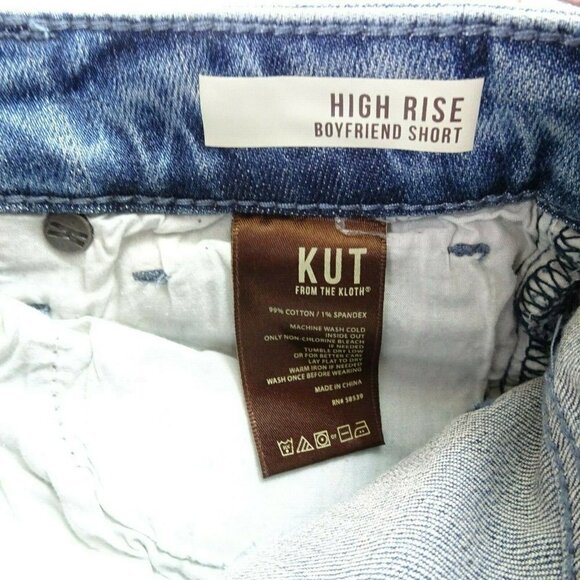 HIGH RISE
BOYFRIEND SHORT
KUT
FROM THE KLOTH®
99% COTTON / 1% SPANDEX
MACHINE WASH COLD
INSIDE OUT
ONLY NON-CHLORINE BLEACH
IF NEEDED
TUMBLE DRY LOW
OR FOR BETTER CARE
LAY FLAT TO DRY
WARM IRON IF NEEDED
WASH ONCE BEFORE WEARING
MADE IN CHINA
RN# 58539
or